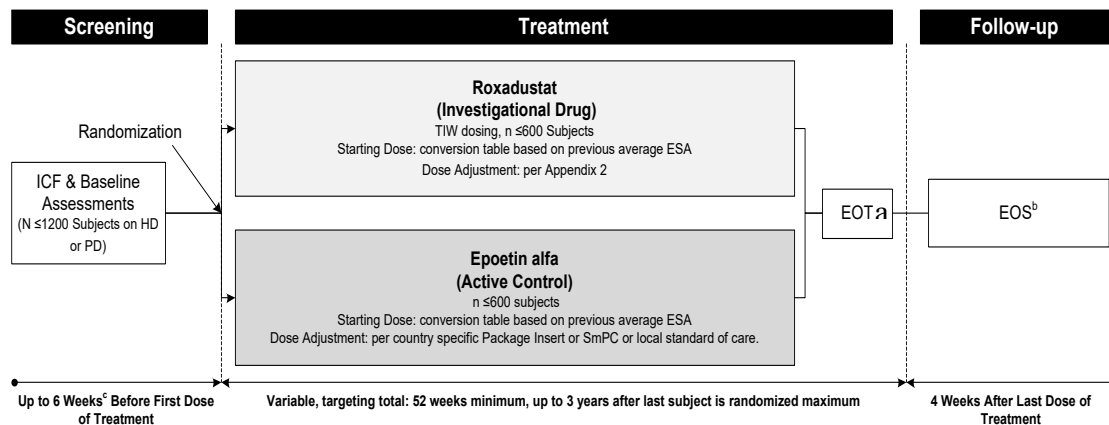 Screening
Treatment
Follow-up
Randomization
ICF & Baseline
Assessments
(N ≤1200 Subjects on HD
or PD)
Roxadustat
(Investigational Drug)
TIW dosing, n ≤600 Subjects
Starting Dose: conversion table based on previous average ESA
Dose Adjustment: per Appendix 2
Epoetin alfa
(Active Control)
n ≤600 subjects
Starting Dose: conversion table based on previous average ESA
Dose Adjustment: per country specific Package Insert or SmPC or local standard of care.
EOTa
EOSb
Up to 6 Weeksc Before First Dose
of Treatment
Variable, targeting total: 52 weeks minimum, up to 3 years after last subject is randomized maximum
4 Weeks After Last Dose of
Treatment